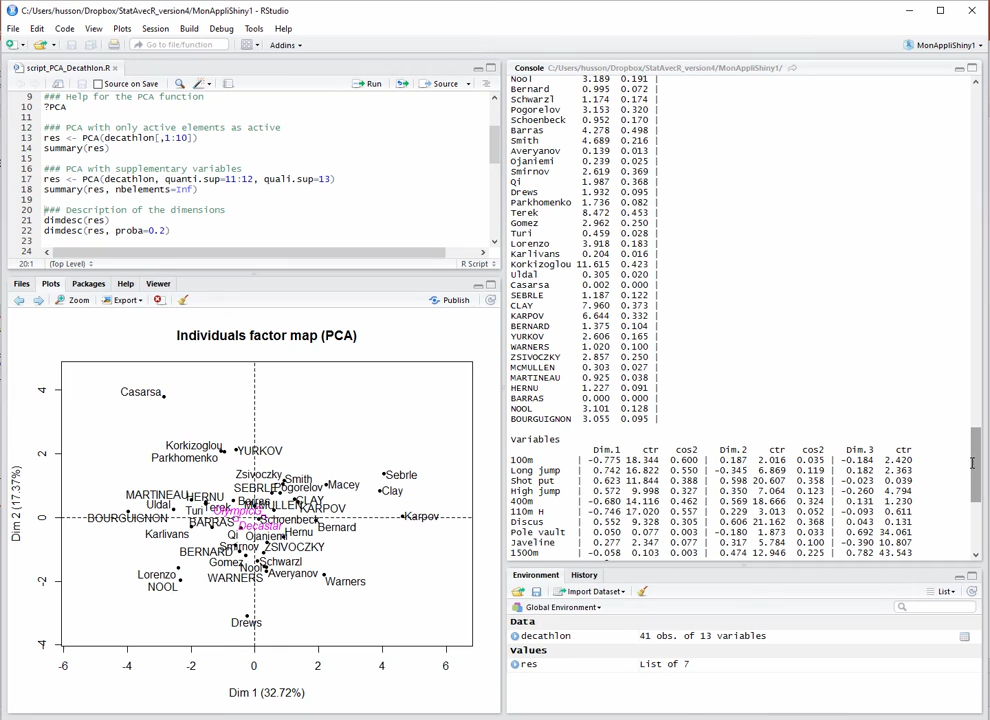 C:/Users/husson/Dropbox/StatAvecR_version4/MonAppliShiny1 - RStudio
File Edit Code View Plots Session Build Debug Tools Help
Go to file/function Addins MonAppliShiny1
script_PCA_Decathlon.R
Source on Save Run Source
9 ### Help for the PCA function
10 ?PCA
11
12 ### PCA with only active elements as active
13 res <- PCA(decathlon[,1:10])
14 summary(res)
15
16 ### PCA with supplementary variables
17 res <- PCA(decathlon, quanti.sup=11:12, quali.sup=13)
18 summary(res, nbelements=Inf)
19
20 ### Description of the dimensions
21 dimdesc(res)
22 dimdesc(res, proba=0.2)
23
24
20:1 (Top Level) R Script
Files Plots Packages Help Viewer
Zoom Export Publish
Individuals factor map (PCA)
Dim 2 (17.37%)
4
2
0
-2
-4
Casarsa
Korkizoglou
YURKOV
Parkhomenko
Zsivoczky
Smith
Sebrle
Macey
SEBRLE
Pogorelov
Clay
MARTINEAU
HERNU
Barras
CLAY
Uldal
Turi
Terek
McMULLEN
KARPOV
Olympics
BOURGUIGNON
BARRAS
Schoenbeck
Karpov
Decastar
Bernard
Karlivans
Qi
Ojaniemi
Hernu
Smirnov
ZSIVOCZKY
BERNARD
Gomez
Nool
Schwarzl
Lorenzo
WARNERS
Averyanov
Warners
NOOL
Drews
-6 -4 -2 0 2 4 6
Dim 1 (32.72%)
Console C:/Users/husson/Dropbox/StatAvecR_version4/MonAppliShiny1/
Nool 3.189 0.191 |
Bernard 0.995 0.072 |
Schwarzl 1.174 0.174 |
Pogorelov 3.153 0.320 |
Schoenbeck 0.952 0.170 |
Barras 4.278 0.498 |
Smith 4.689 0.216 |
Averyanov 0.139 0.013 |
Ojaniemi 0.239 0.025 |
Smirnov 2.619 0.369 |
Qi 1.987 0.368 |
Drews 1.932 0.095 |
Parkhomenko 1.736 0.082 |
Terek 8.472 0.453 |
Gomez 2.962 0.250 |
Turi 0.459 0.028 |
Lorenzo 3.918 0.183 |
Karlivans 0.204 0.016 |
Korkizoglou 11.615 0.423 |
Uldal 0.305 0.020 |
Casarsa 0.002 0.000 |
SEBRLE 1.187 0.122 |
CLAY 7.960 0.373 |
KARPOV 6.644 0.332 |
BERNARD 1.375 0.104 |
YURKOV 2.606 0.165 |
WARNERS 1.020 0.100 |
ZSIVOCZKY 2.857 0.250 |
McMULLEN 0.303 0.027 |
MARTINEAU 0.925 0.038 |
HERNU 1.227 0.091 |
BARRAS 0.000 0.000 |
NOOL 3.101 0.128 |
BOURGUIGNON 3.055 0.095 |
Variables
Dim.1 ctr cos2 Dim.2 ctr cos2 Dim.3 ctr
100m | -0.775 18.344 0.600 | 0.187 2.016 0.035 | -0.184 2.420
Long jump | 0.742 16.822 0.550 | -0.345 6.869 0.119 | 0.182 2.363
Shot put | 0.623 11.844 0.388 | 0.598 20.607 0.358 | -0.023 0.039
High jump | 0.572 9.998 0.327 | 0.350 7.064 0.123 | -0.260 4.794
400m | -0.680 14.116 0.462 | 0.569 18.666 0.324 | 0.131 1.230
110m H | -0.746 17.020 0.557 | 0.229 3.013 0.052 | -0.093 0.611
Discus | 0.552 9.328 0.305 | 0.606 21.162 0.368 | 0.043 0.131
Pole vault | 0.050 0.077 0.003 | -0.180 1.873 0.033 | 0.692 34.061
Javeline | 0.277 2.347 0.077 | 0.317 5.784 0.100 | -0.390 10.807
1500m | -0.058 0.103 0.003 | 0.474 12.946 0.225 | 0.782 43.543
Environment History
Import Dataset List
Global Environment
Data
decathlon 41 obs. of 13 variables
Values
res List of 7